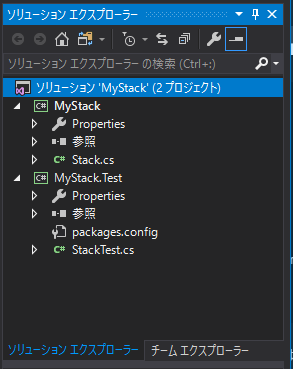 ソリューション エクスプローラー
ソリューション エクスプローラー の検索 (Ctrl+:)
ソリューション 'MyStack' (2 プロジェクト)
C# MyStack
Properties
参照
C# Stack.cs
C# MyStack.Test
Properties
参照
packages.config
C# StackTest.cs
ソリューション エクスプローラー チーム エクスプローラー